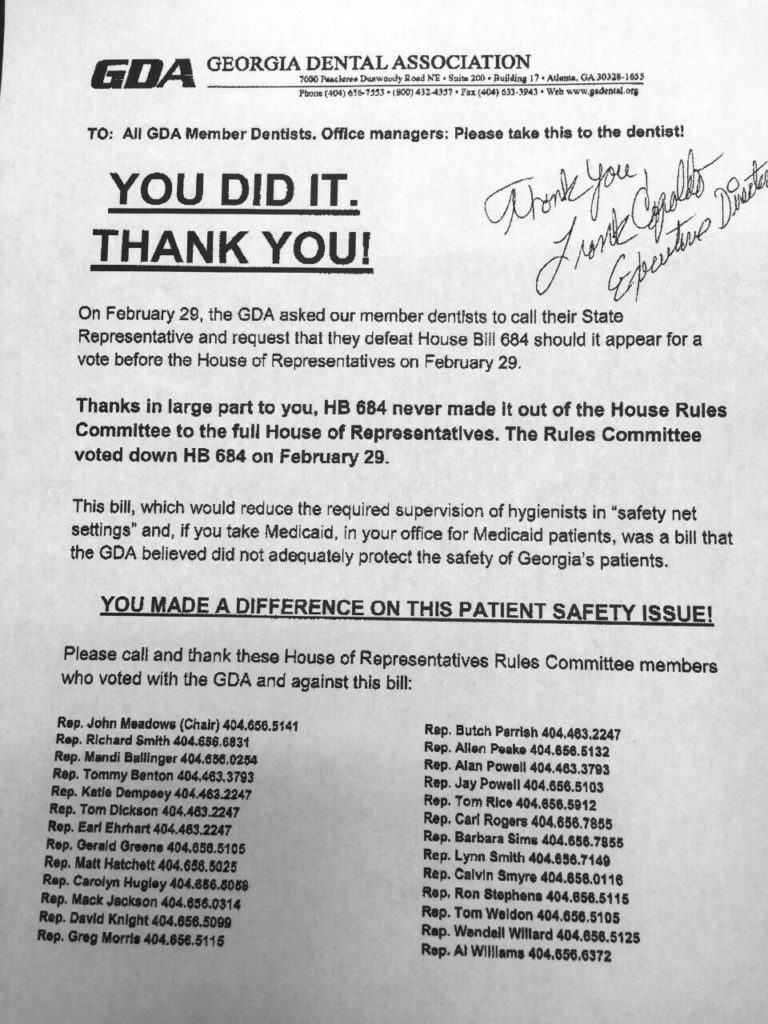 GDA GEORGIA DENTAL ASSOCIATION
7000 Peachtree Dunwoody Road NE • Suite 200 • Building 17 • Atlanta, GA 30328-1655
Phone (404) 636-7553 • (800) 432-4357 • Fax (404) 633-3943 • Web www.gadental.org
TO: All GDA Member Dentists. Office managers: Please take this to the dentist!
YOU DID IT.
THANK YOU!
Thank You
Frank Capaldo
Executive Director
On February 29, the GDA asked our member dentists to call their State
Representative and request that they defeat House Bill 684 should it appear for a
vote before the House of Representatives on February 29.
Thanks in large part to you, HB 684 never made it out of the House Rules
Committee to the full House of Representatives. The Rules Committee
voted down HB 684 on February 29.
This bill, which would reduce the required supervision of hygienists in “safety net
settings” and, if you take Medicaid, in your office for Medicaid patients, was a bill that
the GDA believed did not adequately protect the safety of Georgia’s patients.
YOU MADE A DIFFERENCE ON THIS PATIENT SAFETY ISSUE!
Please call and thank these House of Representatives Rules Committee members
who voted with the GDA and against this bill:
Rep. John Meadows (Chair) 404.656.5141
Rep. Richard Smith 404.656.6831
Rep. Mandi Ballinger 404.656.0254
Rep. Tommy Benton 404.463.3793
Rep. Katie Dempsey 404.463.2247
Rep. Tom Dickson 404.463.2247
Rep. Earl Ehrhart 404.463.2247
Rep. Gerald Greene 404.656.5105
Rep. Matt Hatchett 404.656.5025
Rep. Carolyn Hugley 404.656.5058
Rep. Mack Jackson 404.656.0314
Rep. David Knight 404.656.5099
Rep. Greg Morris 404.656.5115
Rep. Butch Parrish 404.463.2247
Rep. Allen Peake 404.656.5132
Rep. Alan Powell 404.463.3793
Rep. Jay Powell 404.656.5103
Rep. Tom Rice 404.656.5912
Rep. Carl Rogers 404.656.7855
Rep. Barbara Sims 404.656.7855
Rep. Lynn Smith 404.656.7149
Rep. Calvin Smyre 404.656.0116
Rep. Ron Stephens 404.656.5115
Rep. Tom Weldon 404.656.5105
Rep. Wendell Willard 404.656.5125
Rep. Al Williams 404.656.6372